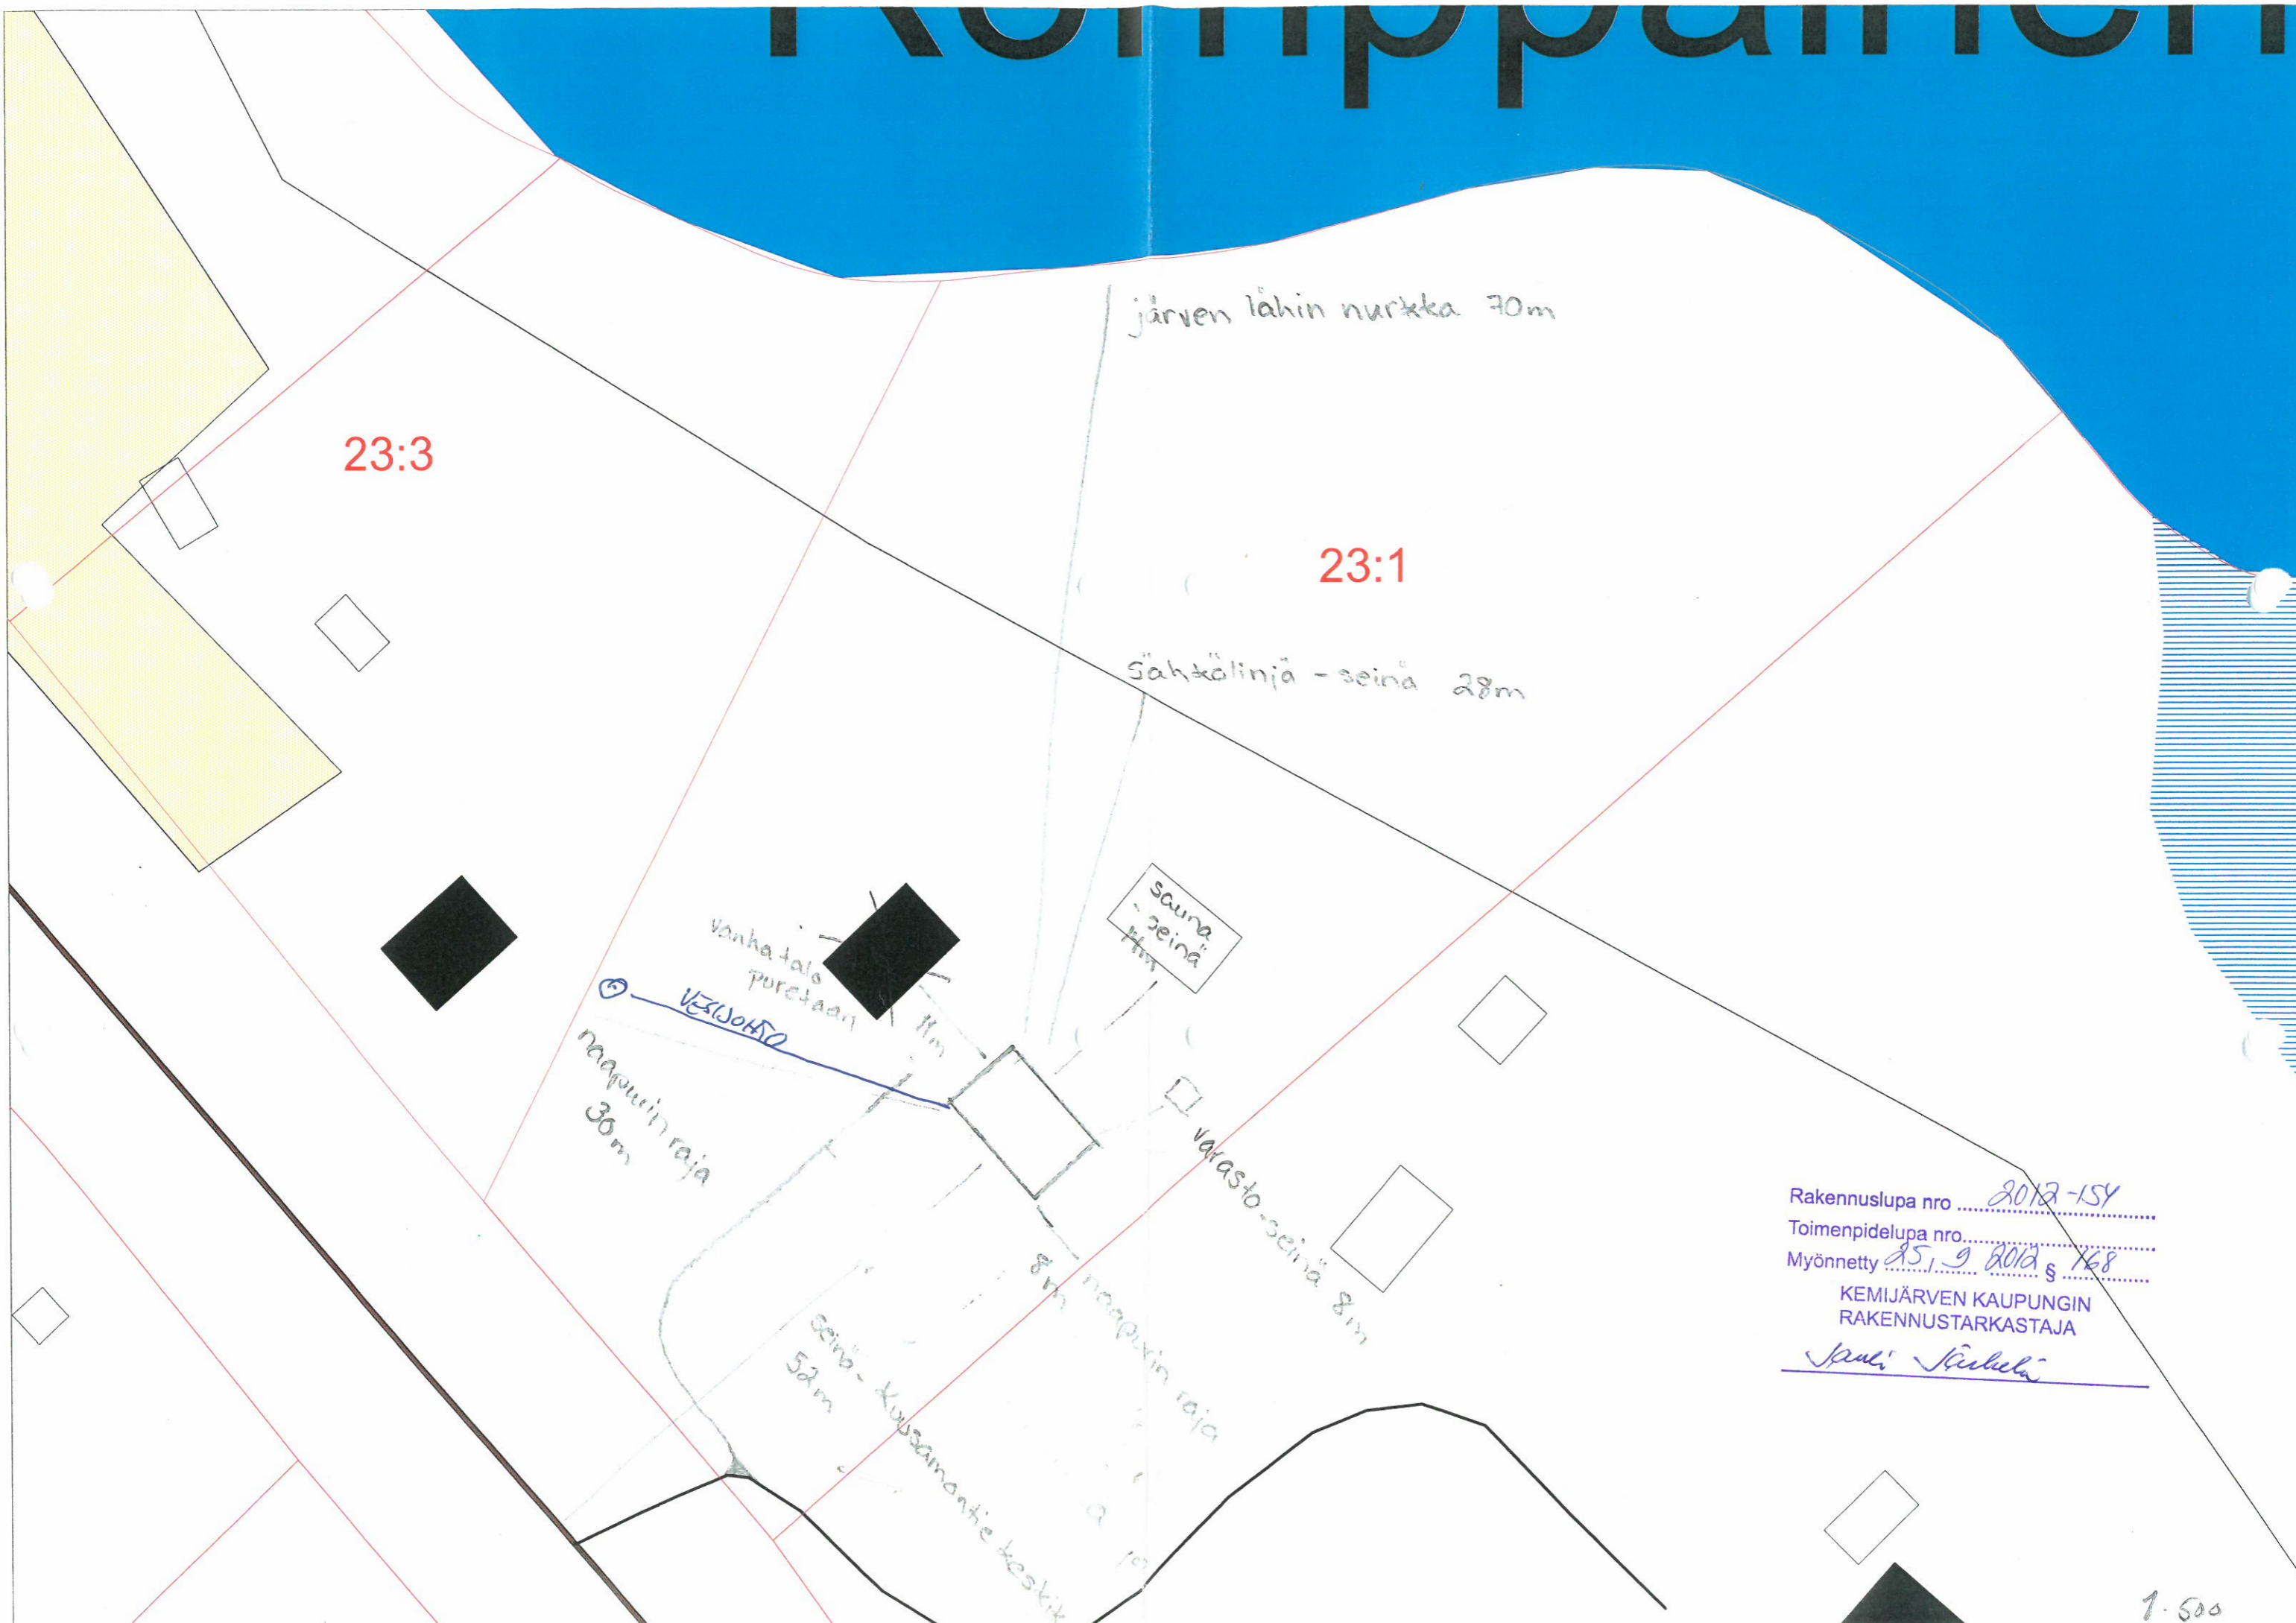 Komppainen
järven lähin nurkka 70m
23:3
23:1
Sähkölinja - seinä 28m
sauna
- seinä
14m
vanha talo
puretaan
VESIJOHTO
11m
naapurin raja
30m
varasto-seinä 8m
8m naapurin raja
seinä - Kuusamontie keskik
52m
Rakennuslupa nro 2012-154
Toimenpidelupa nro
Myönnetty 25.9 2012 § 168
KEMIJÄRVEN KAUPUNGIN
RAKENNUSTARKASTAJA
1:500